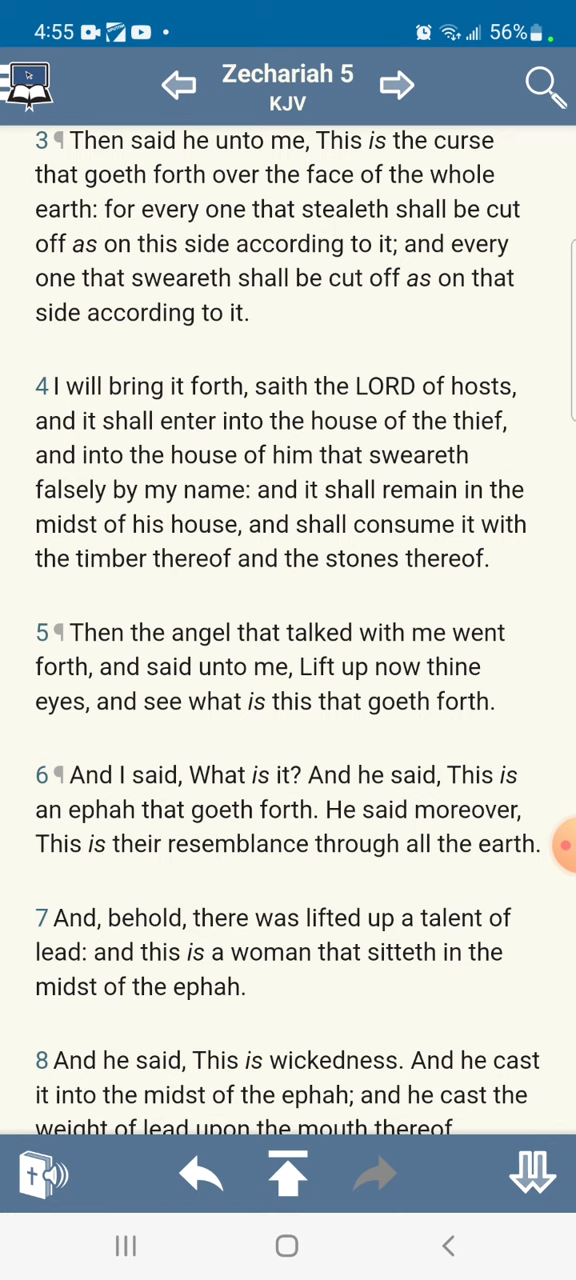 4:55
56%
Zechariah 5
KJV
3 ¶ Then said he unto me, This is the curse
that goeth forth over the face of the whole
earth: for every one that stealeth shall be cut
off as on this side according to it; and every
one that sweareth shall be cut off as on that
side according to it.
4 I will bring it forth, saith the LORD of hosts,
and it shall enter into the house of the thief,
and into the house of him that sweareth
falsely by my name: and it shall remain in the
midst of his house, and shall consume it with
the timber thereof and the stones thereof.
5 ¶ Then the angel that talked with me went
forth, and said unto me, Lift up now thine
eyes, and see what is this that goeth forth.
6 ¶ And I said, What is it? And he said, This is
an ephah that goeth forth. He said moreover,
This is their resemblance through all the earth.
7 And, behold, there was lifted up a talent of
lead: and this is a woman that sitteth in the
midst of the ephah.
8 And he said, This is wickedness. And he cast
it into the midst of the ephah; and he cast the
weight of lead upon the mouth thereof